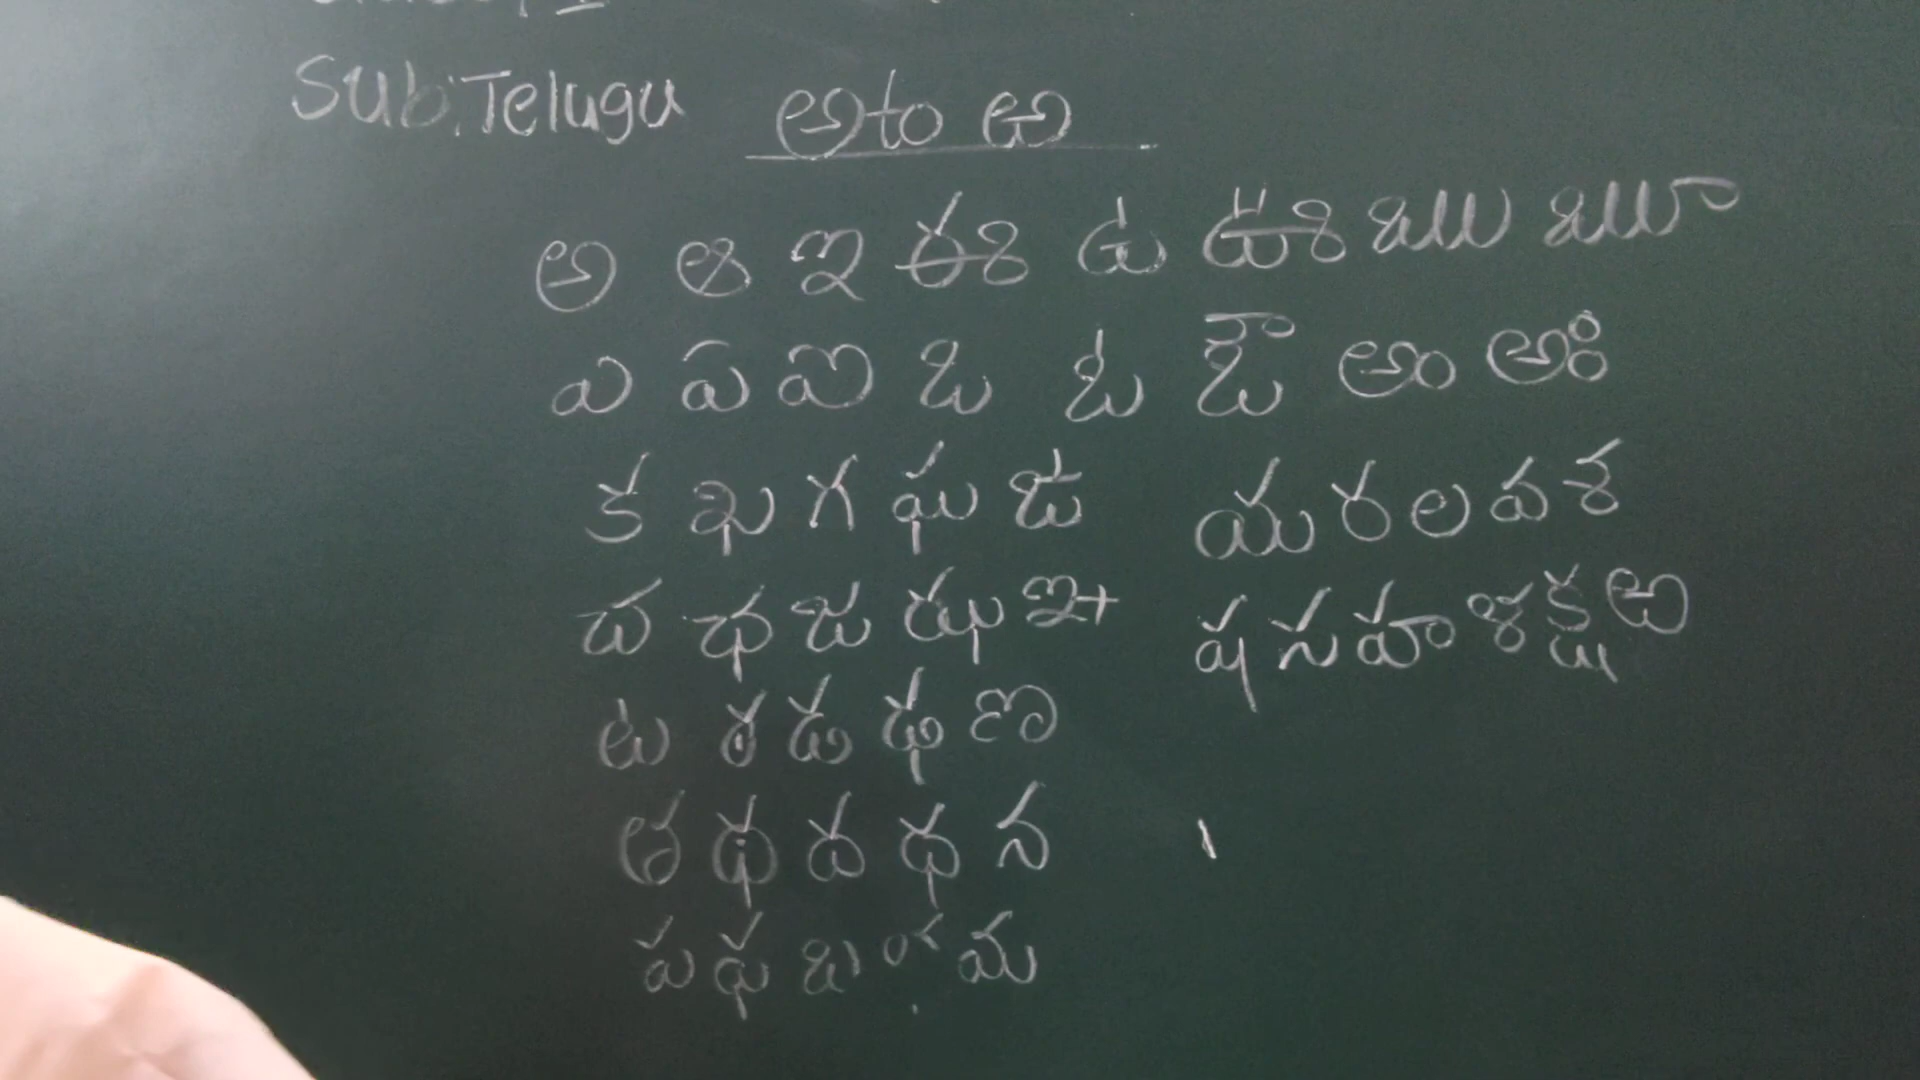 Sub: Telugu అ to ఱ
అ ఆ ఇ ఈ ఉ ఊ ఋ ౠ
ఎ ఏ ఐ ఒ ఓ ఔ అం అః
క ఖ గ ఘ ఙ య ర ల వ శ
చ ఛ జ ఝ ఞ ష స హ ళ క్ష ఱ
ట ఠ డ ఢ ణ
త థ ద ధ న
ప ఫ బ మ